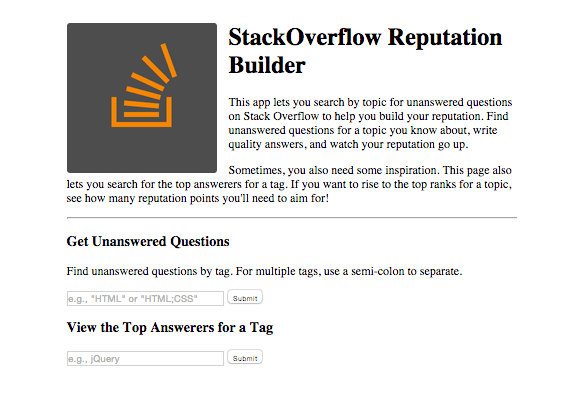 StackOverflow Reputation
Builder
This app lets you search by topic for unanswered questions
on Stack Overflow to help you build your reputation. Find
unanswered questions for a topic you know about, write
quality answers, and watch your reputation go up.
Sometimes, you also need some inspiration. This page also
lets you search for the top answerers for a tag. If you want to rise to the top ranks for a topic,
see how many reputation points you'll need to aim for!
Get Unanswered Questions
Find unanswered questions by tag. For multiple tags, use a semi-colon to separate.
e.g., "HTML" or "HTML;CSS" Submit
View the Top Answerers for a Tag
e.g., jQuery Submit